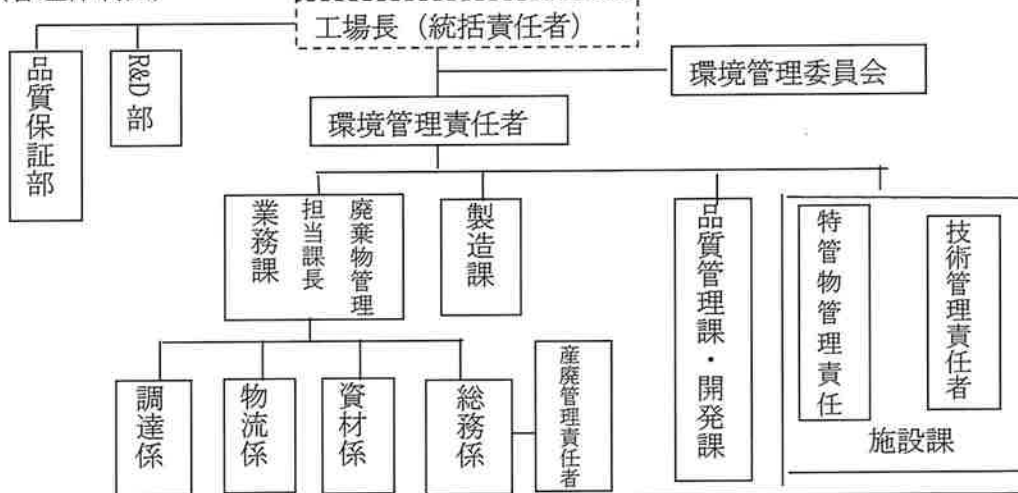 工場長（統括責任者）
環境管理委員会
品質保証部
R&D部
環境管理責任者
廃棄物管理
担当課長
業務課
製造課
品質管理課・開発課
特管物管理責任
技術管理責任者
施設課
調達係
物流係
資材係
総務係
産廃管理責任者